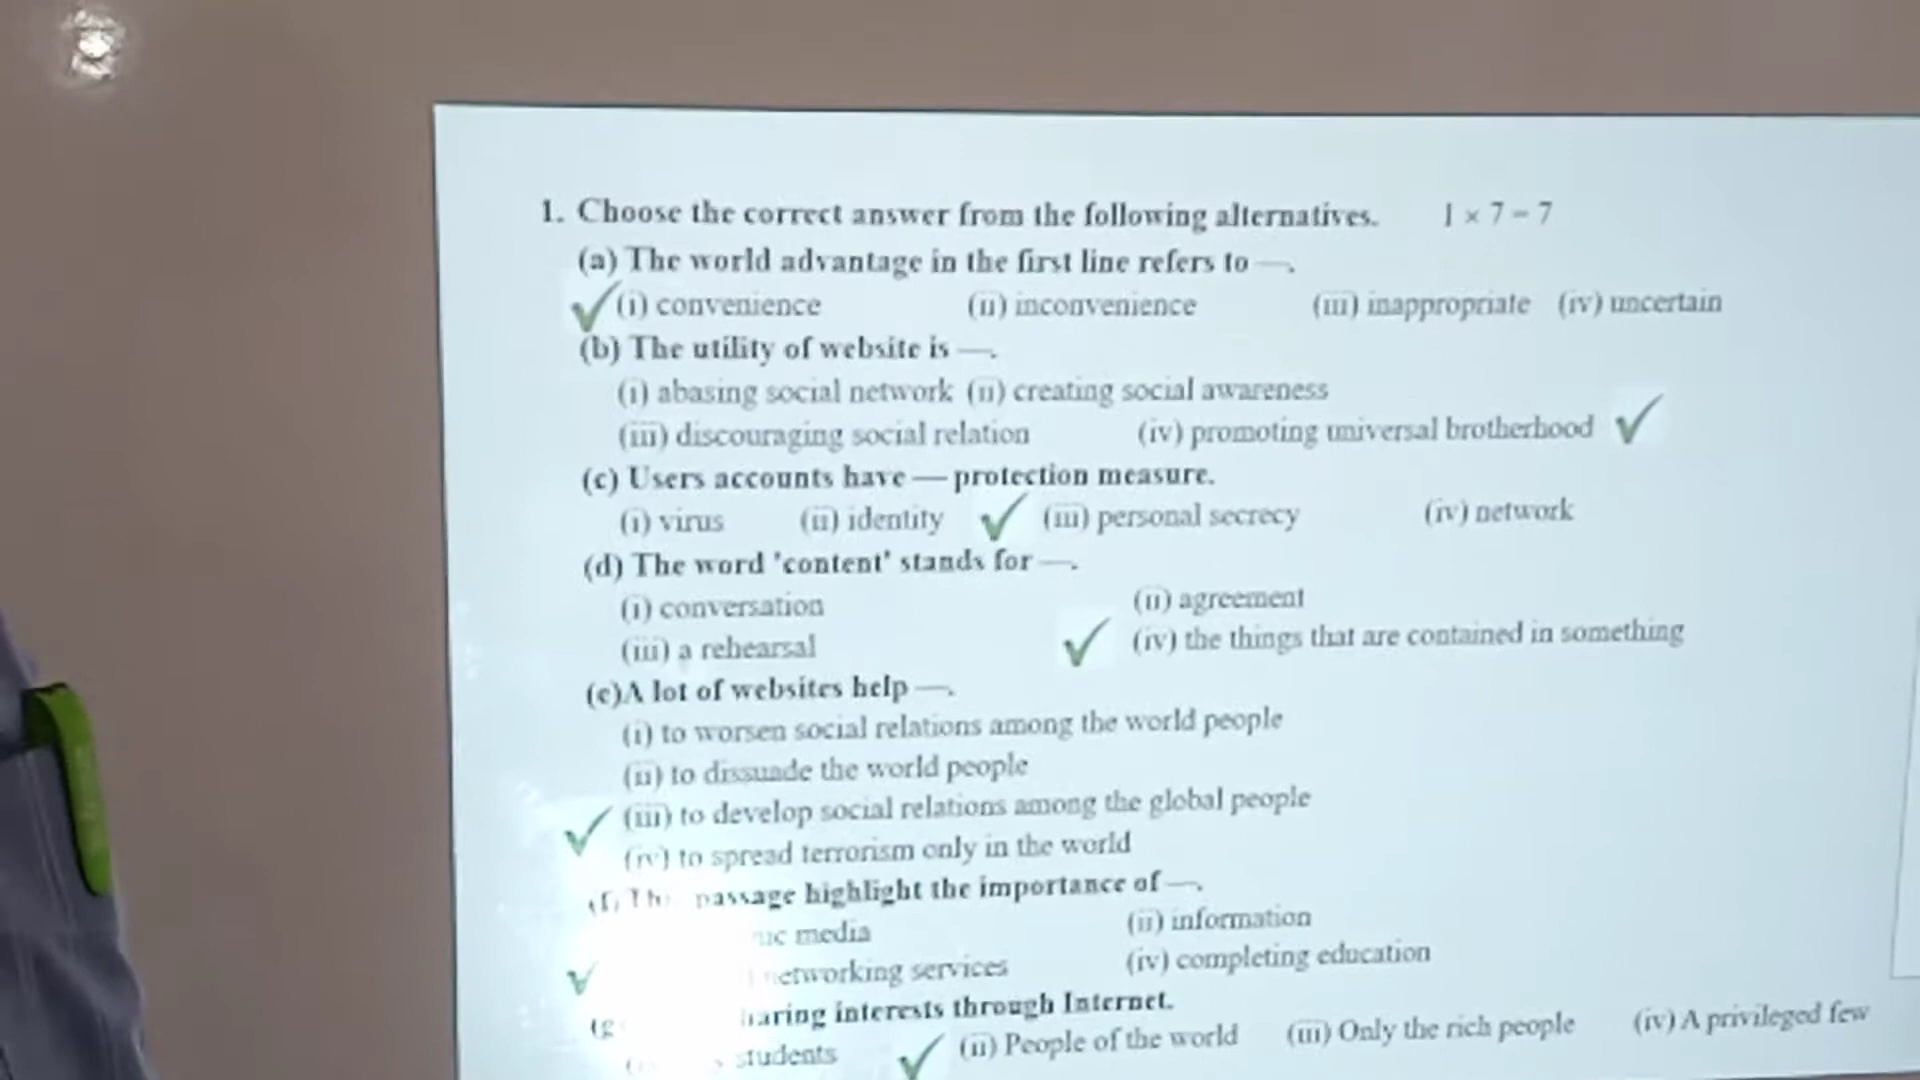 1. Choose the correct answer from the following alternatives. 1 × 7 = 7
(a) The world advantage in the first line refers to —.
(i) convenience (ii) inconvenience (iii) inappropriate (iv) uncertain
(b) The utility of website is —.
(i) abasing social network (ii) creating social awareness
(iii) discouraging social relation (iv) promoting universal brotherhood
(c) Users accounts have — protection measure.
(i) virus (ii) identity (iii) personal secrecy (iv) network
(d) The word 'content' stands for —.
(i) conversation (ii) agreement
(iii) a rehearsal (iv) the things that are contained in something
(e)A lot of websites help —.
(i) to worsen social relations among the world people
(ii) to dissuade the world people
(iii) to develop social relations among the global people
(iv) to spread terrorism only in the world
(f) passage highlight the importance of —.
media (ii) information
networking services (iv) completing education
(g interests through Internet.
students (ii) People of the world (iii) Only the rich people (iv) A privileged few